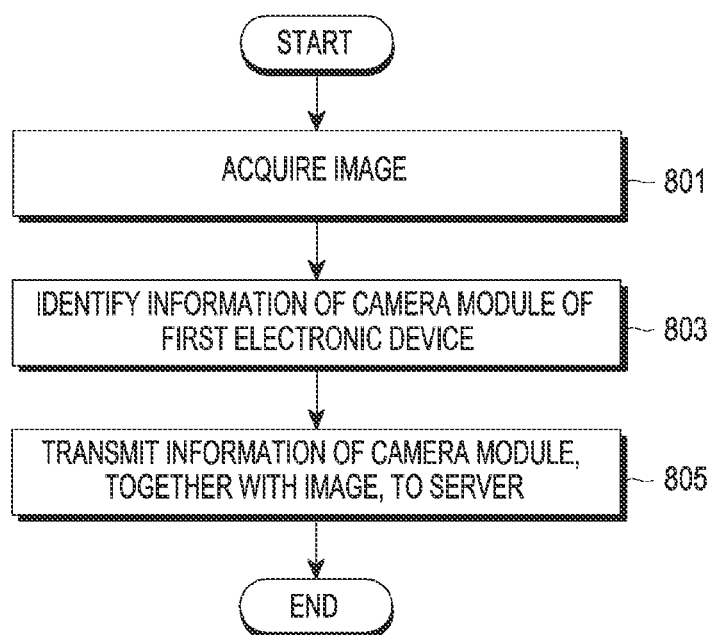 START
ACQUIRE IMAGE
801
IDENTIFY INFORMATION OF CAMERA MODULE OF
FIRST ELECTRONIC DEVICE
803
TRANSMIT INFORMATION OF CAMERA MODULE,
TOGETHER WITH IMAGE, TO SERVER
805
END